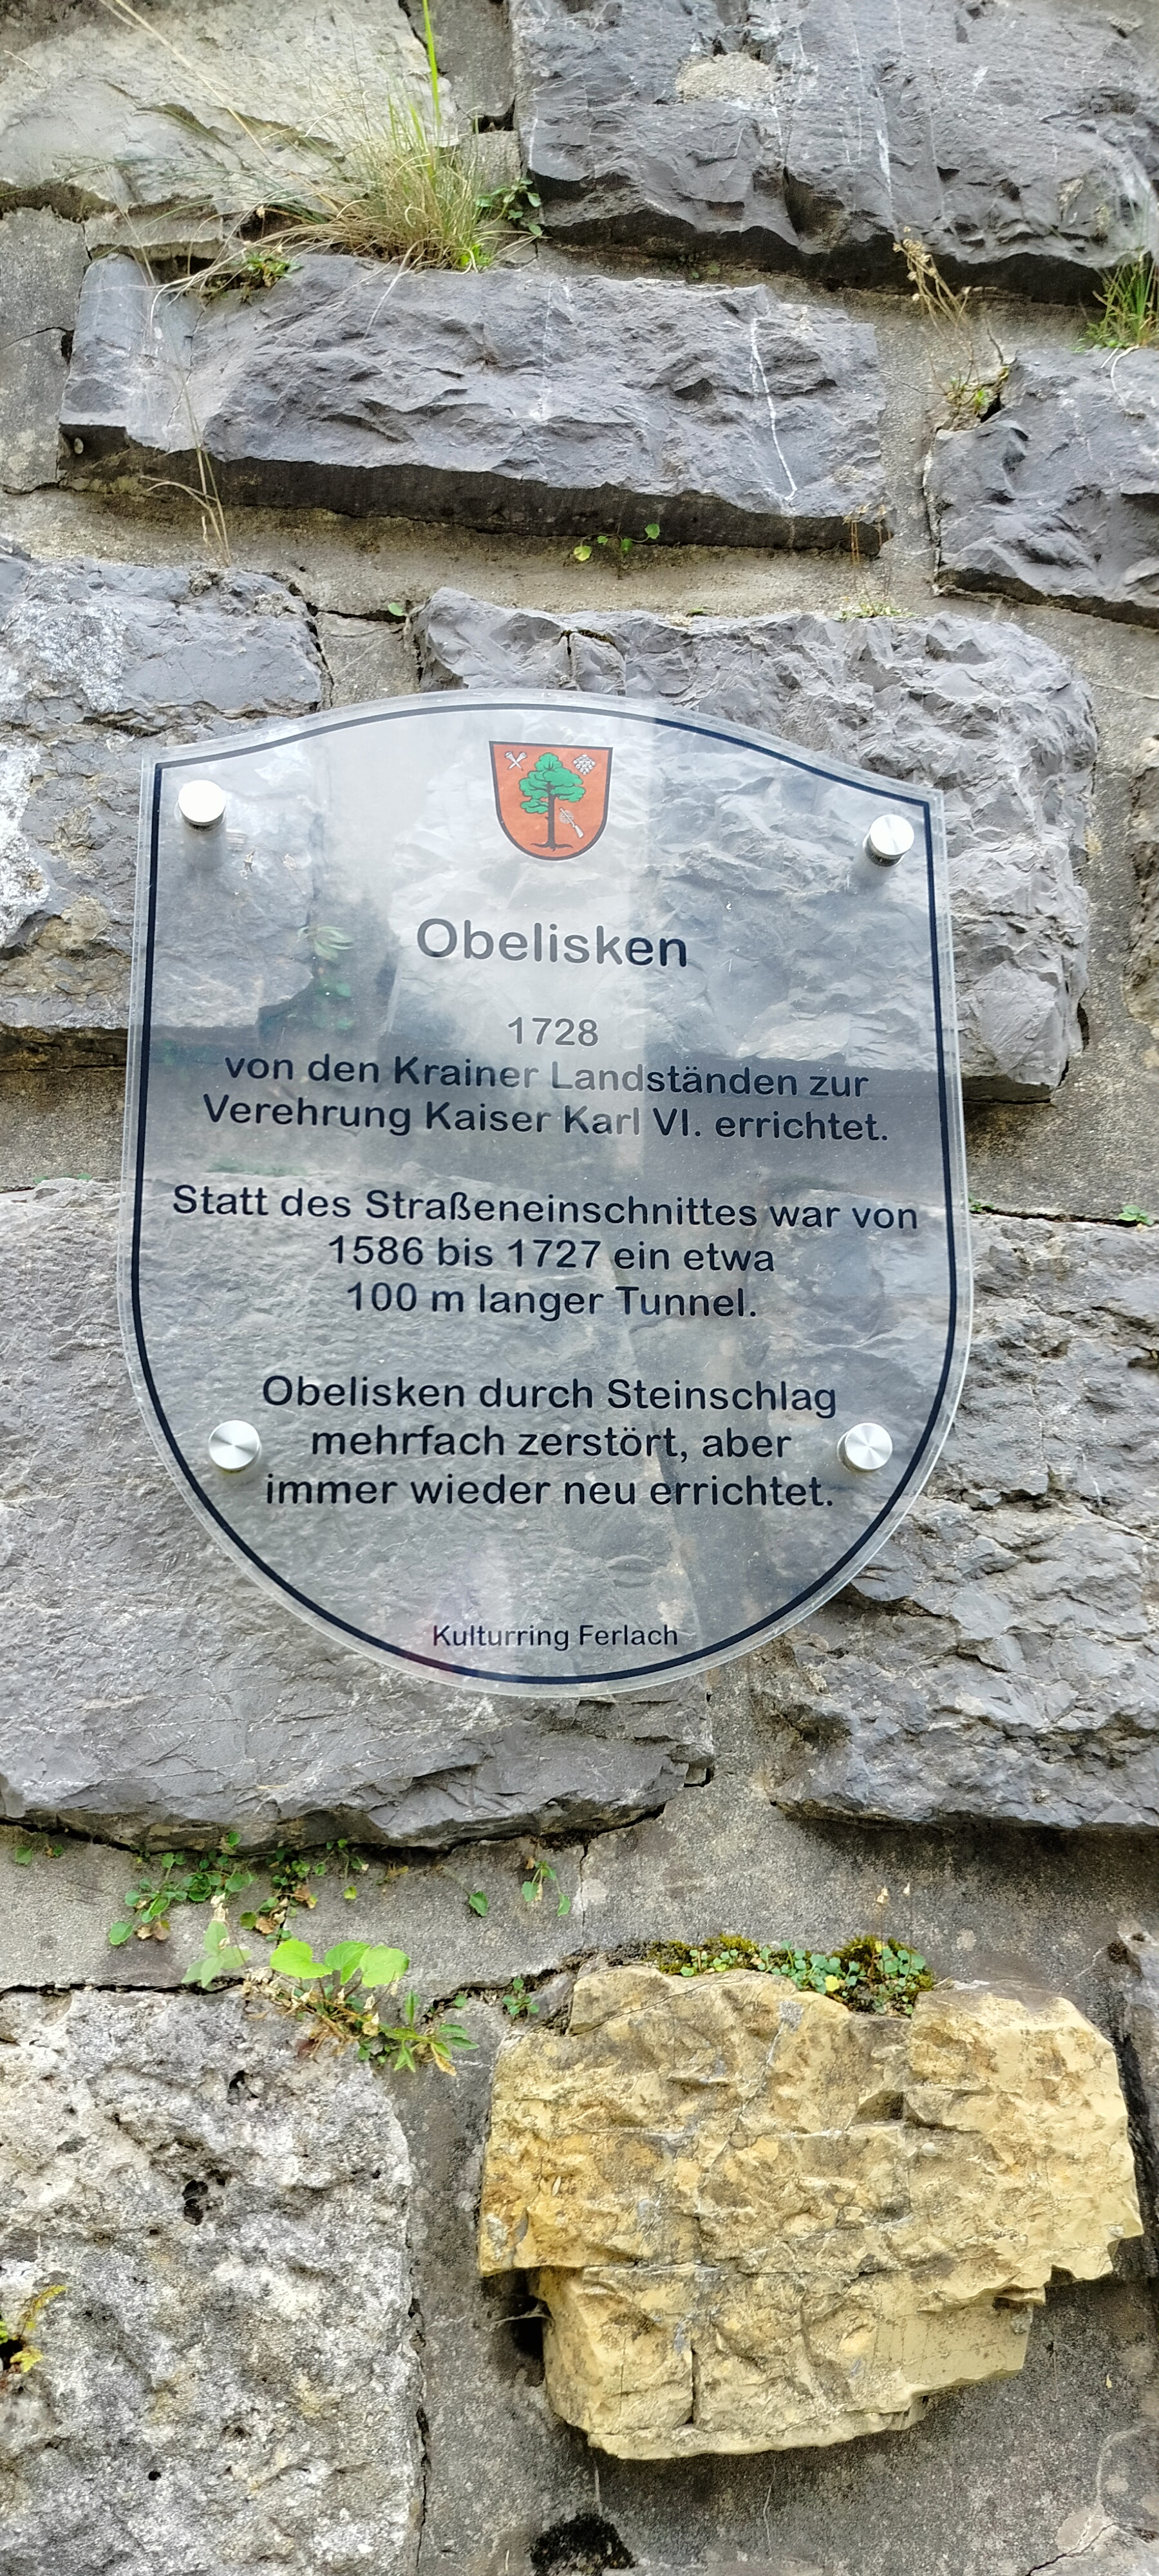 Obelisken
1728
von den Krainer Landständen zur
Verehrung Kaiser Karl VI. errichtet.
Statt des Straßeneinschnittes war von
1586 bis 1727 ein etwa
100 m langer Tunnel.
Obelisken durch Steinschlag
mehrfach zerstört, aber
immer wieder neu errichtet.
Kulturring Ferlach